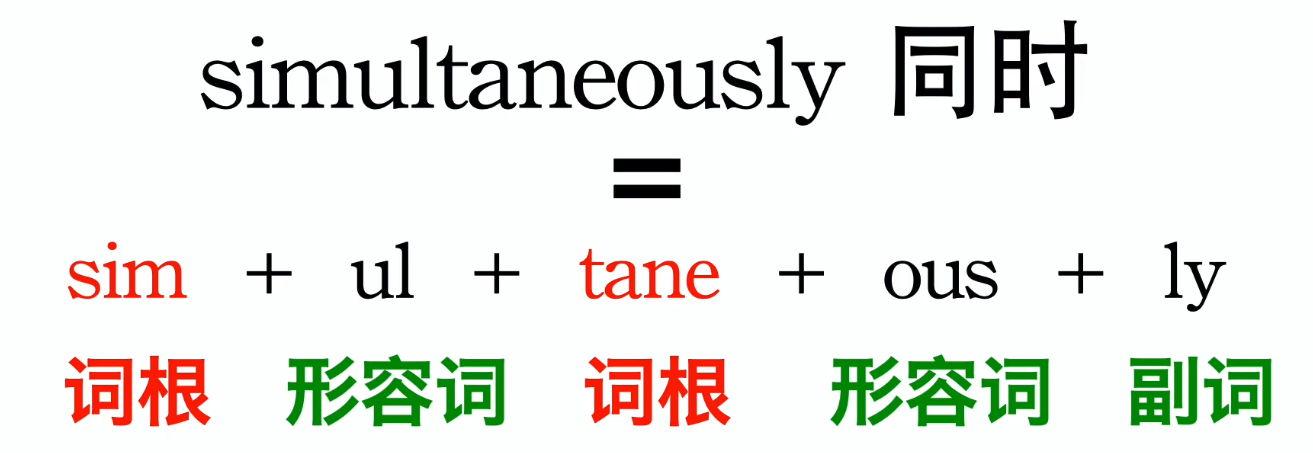 simultaneously 同时
=
sim + ul + tane + ous + ly
词根 形容词 词根 形容词 副词